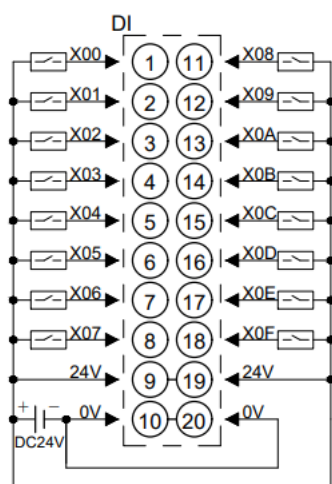 DI
X00 1 11 X08
X01 2 12 X09
X02 3 13 X0A
X03 4 14 X0B
X04 5 15 X0C
X05 6 16 X0D
X06 7 17 X0E
X07 8 18 X0F
24V 9 19 24V
+ − 0V 10 20 0V
DC24V